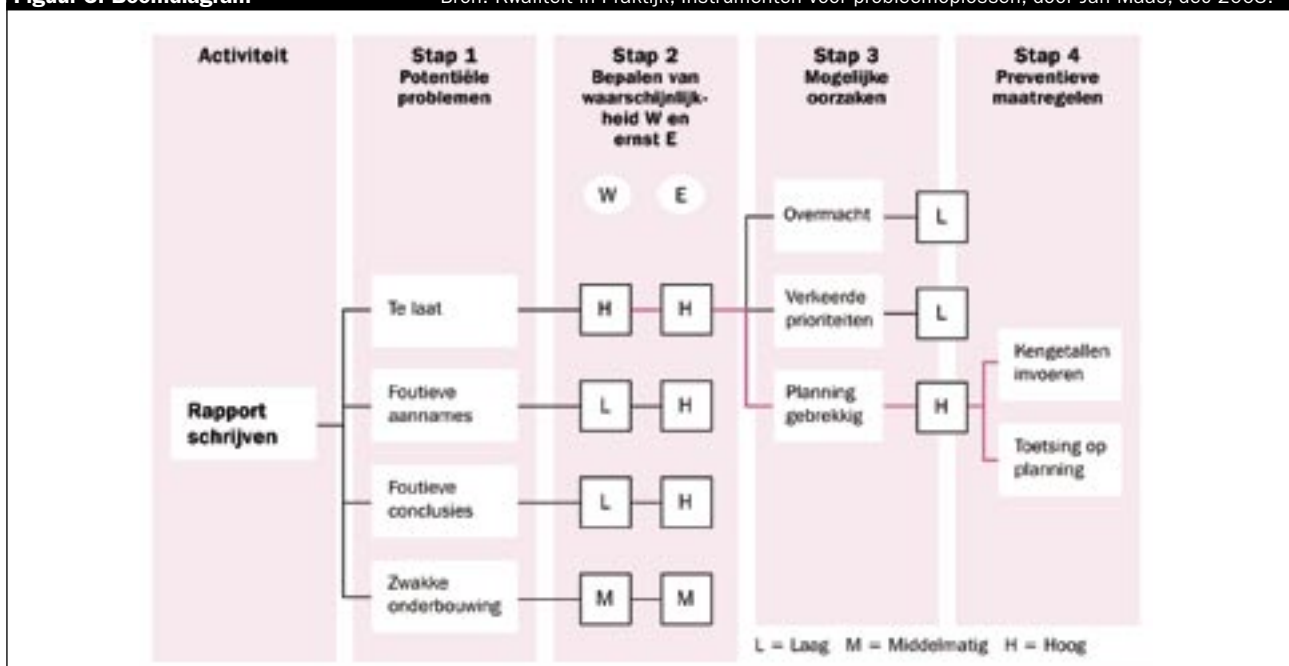 Activiteit
Stap 1
Potentiële
problemen
Stap 2
Bepalen van
waarschijnlijk-
heid W en
ernst E
Stap 3
Mogelijke
oorzaken
Stap 4
Preventieve
maatregelen
W E
Overmacht L
Te laat H H
Verkeerde
prioriteiten
L
Kengetallen
invoeren
Rapport
schrijven
Foutieve
aannames
L H
Planning
gebrekkig
H
Toetsing op
planning
Foutieve
conclusies
L H
Zwakke
onderbouwing
M M
L = Laag M = Middelmatig H = Hoog